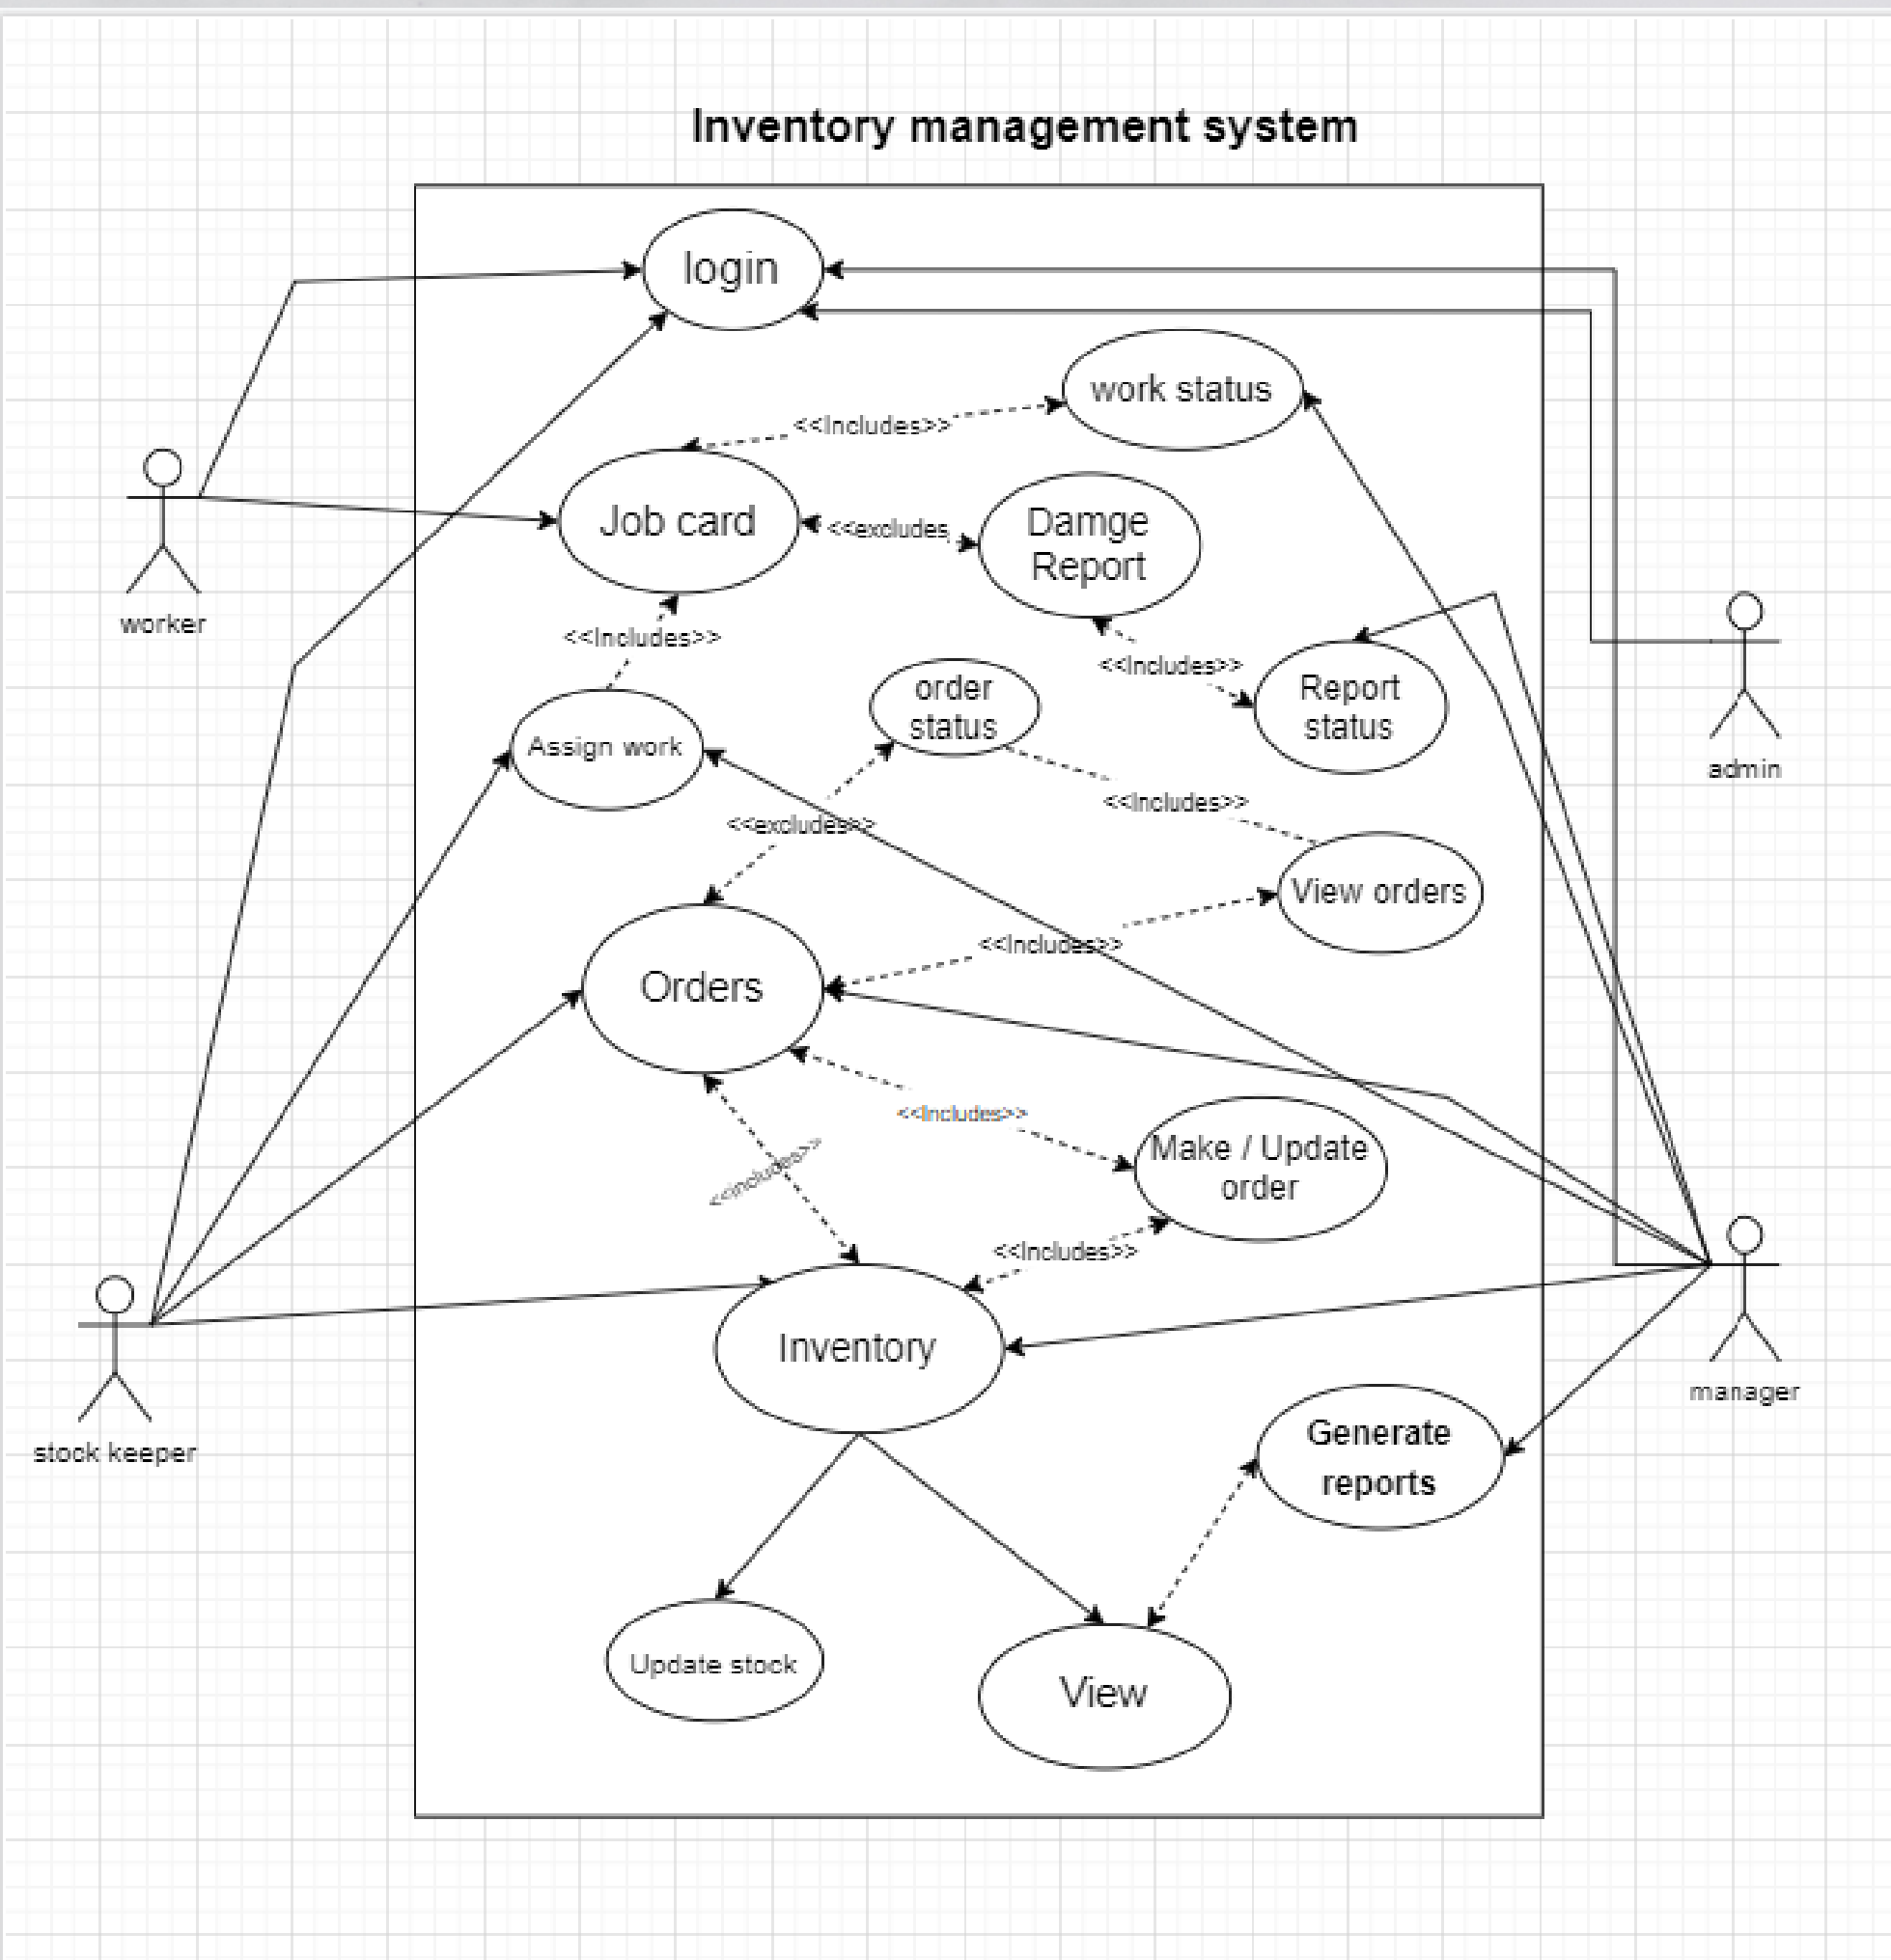 Inventory management system
login
work status
<<Includes>>
Job card
<<excludes
Damge
Report
worker
<<Includes>>
<<Includes>>
order
status
Report
status
Assign work
admin
<<Includes>>
<<excludes>>
View orders
<<Includes>>
Orders
<<Includes>>
Make / Update
order
<<includes>>
<<Includes>>
Inventory
manager
stock keeper
Generate
reports
Update stock
View